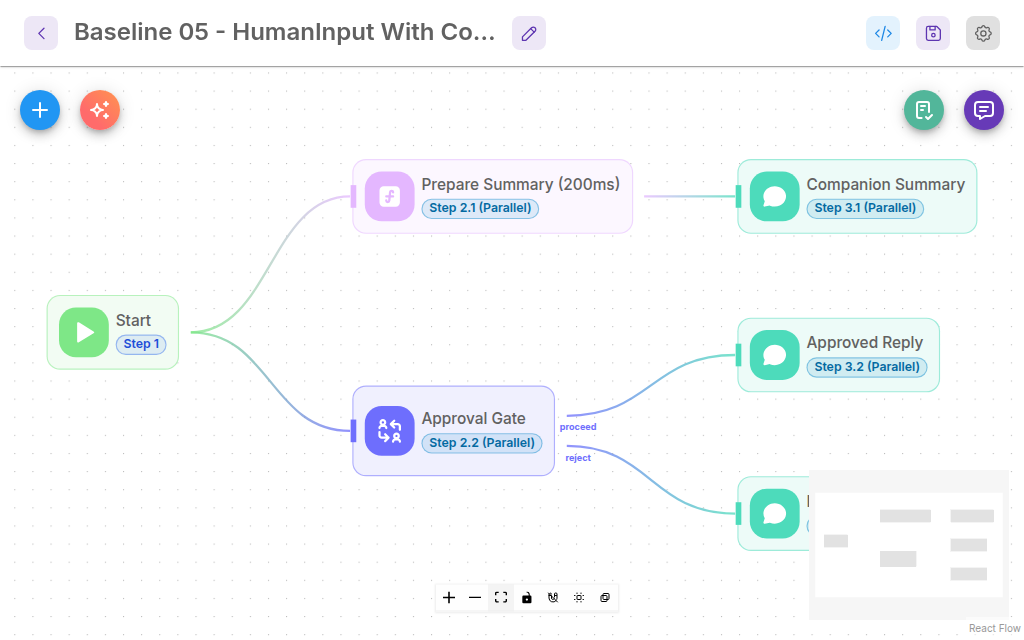 Baseline 05 - HumanInput With Co...
Prepare Summary (200ms)
Step 2.1 (Parallel)
Companion Summary
Step 3.1 (Parallel)
Start
Step 1
Approved Reply
Step 3.2 (Parallel)
Approval Gate
Step 2.2 (Parallel)
proceed
reject
React Flow